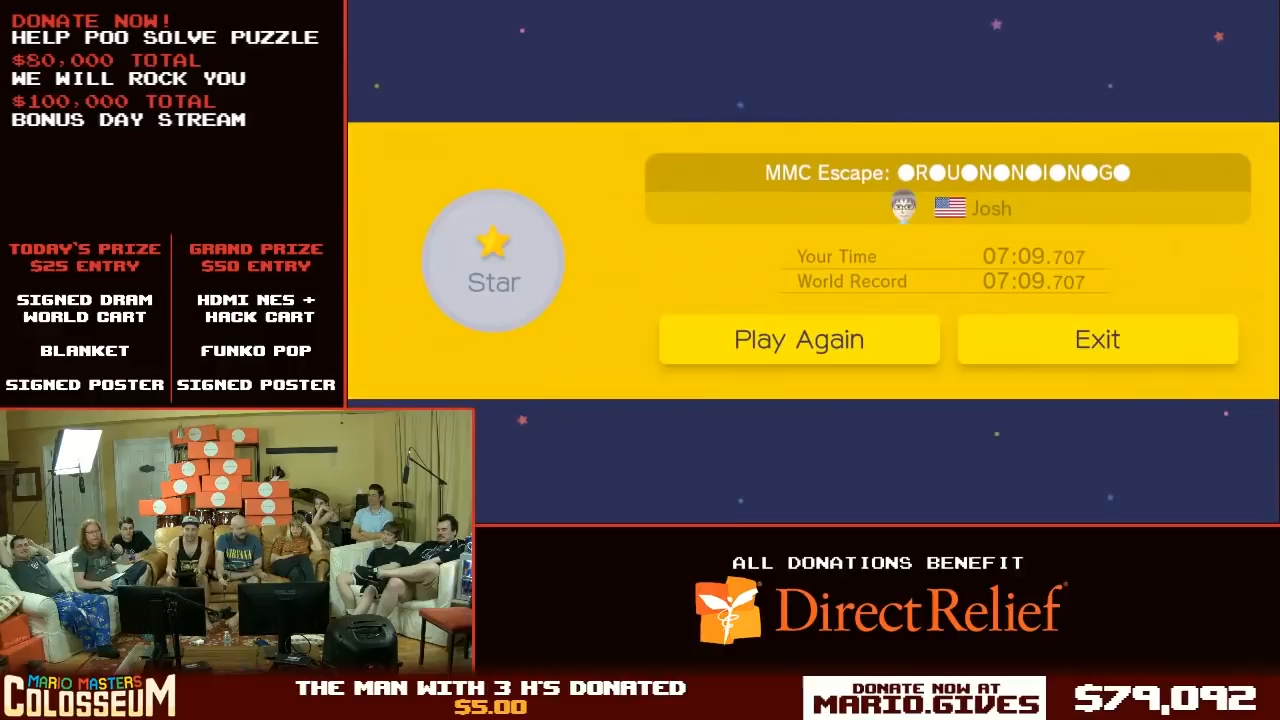 DONATE NOW!
HELP POO SOLVE PUZZLE
$80,000 TOTAL
WE WILL ROCK YOU
$100,000 TOTAL
BONUS DAY STREAM
TODAY'S PRIZE
$25 ENTRY
SIGNED DRAM
WORLD CART
BLANKET
SIGNED POSTER
GRAND PRIZE
$50 ENTRY
HDMI NES +
HACK CART
FUNKO POP
SIGNED POSTER
Star
MMC Escape: ●R●U●N●N●I●N●G●
Josh
Your Time 07:09.707
World Record 07:09.707
Play Again
Exit
NIRVANA
ALL DONATIONS BENEFIT
DirectRelief
MARIO MASTERS
COLOSSEUM
THE MAN WITH 3 H'S DONATED
$5.00
DONATE NOW AT
MARIO.GIVES
$79,092